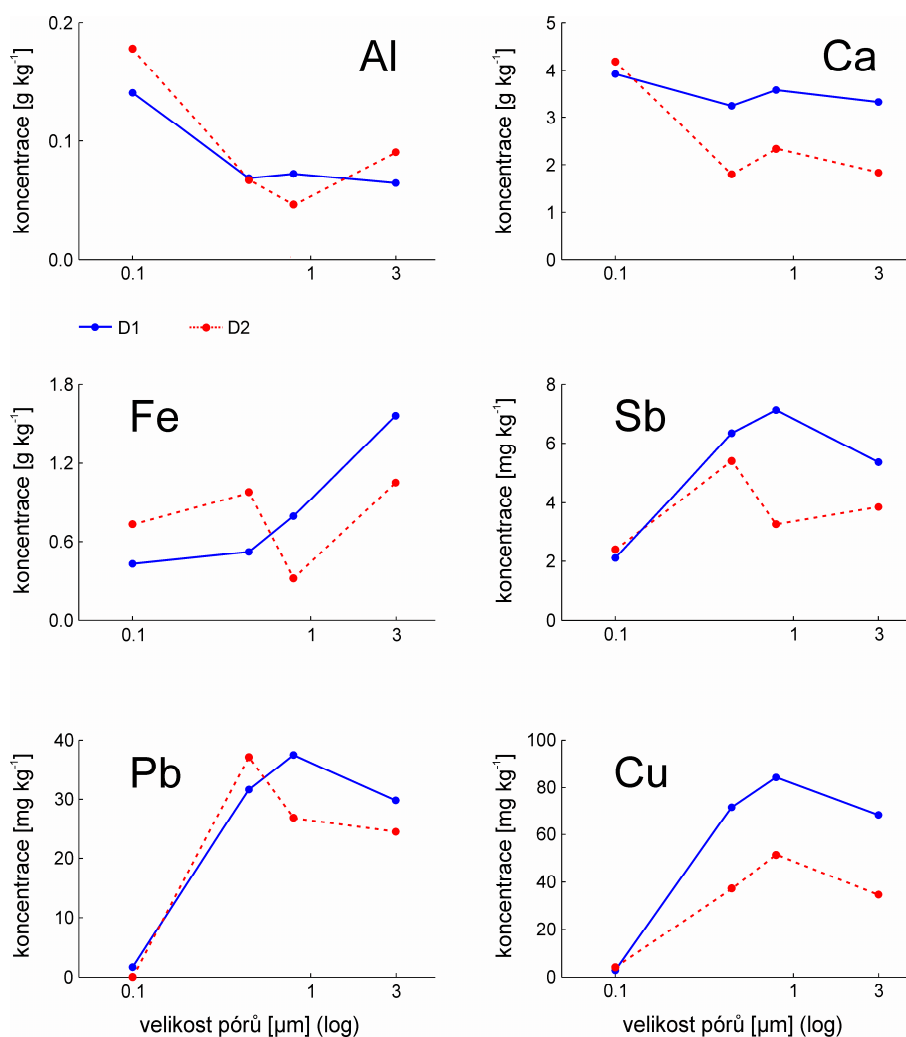 Al
koncentrace [g kg⁻¹]
0.2
0.1
0.0
0.1
1
3
Ca
koncentrace [g kg⁻¹]
5
4
3
2
1
0
0.1
1
3
D1
D2
Fe
koncentrace [g kg⁻¹]
1.8
1.2
0.6
0.0
0.1
1
3
Sb
koncentrace [mg kg⁻¹]
8
6
4
2
0
0.1
1
3
Pb
koncentrace [mg kg⁻¹]
40
30
20
10
0
0.1
1
3
velikost pórů [µm] (log)
Cu
koncentrace [mg kg⁻¹]
100
80
60
40
20
0
0.1
1
3
velikost pórů [µm] (log)